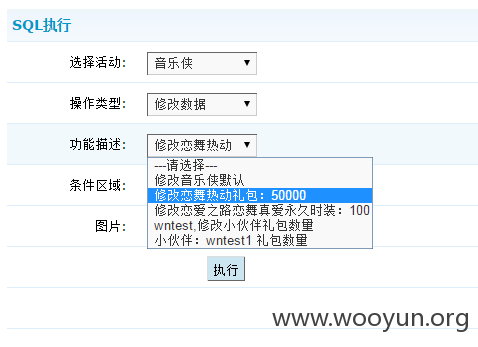 SQL执行
选择活动: 音乐侠
操作类型: 修改数据
功能描述: 修改恋舞热动
---请选择---
修改音乐侠默认
修改恋舞热动礼包：50000
修改恋爱之路恋舞真爱永久时装：100
wntest,修改小伙伴礼包数量
小伙伴：wntest1 礼包数量
条件区域:
图片:
执行
www.wooyun.org